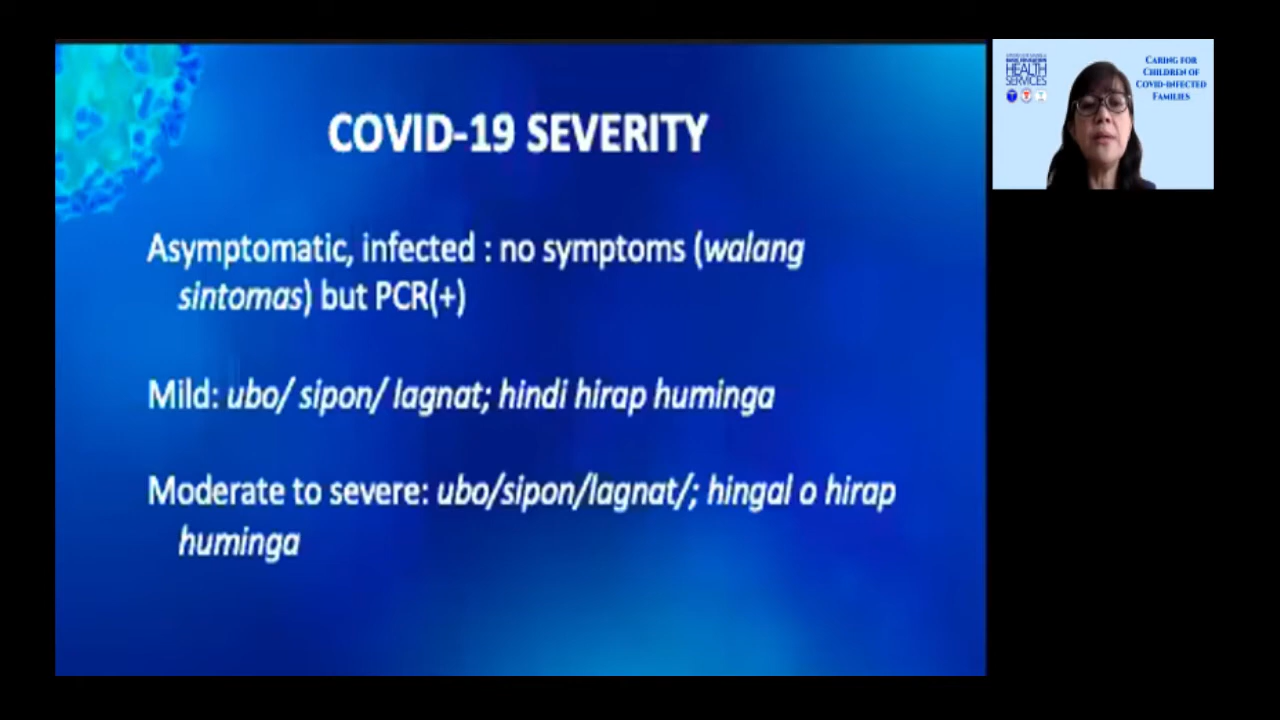 COVID-19 SEVERITY
Asymptomatic, infected : no symptoms (walang
sintomas) but PCR(+)
Mild: ubo/ sipon/ lagnat; hindi hirap huminga
Moderate to severe: ubo/sipon/lagnat/; hingal o hirap
huminga
HEALTH
SERVICES
CARING FOR
CHILDREN OF
COVID-INFECTED
FAMILIES